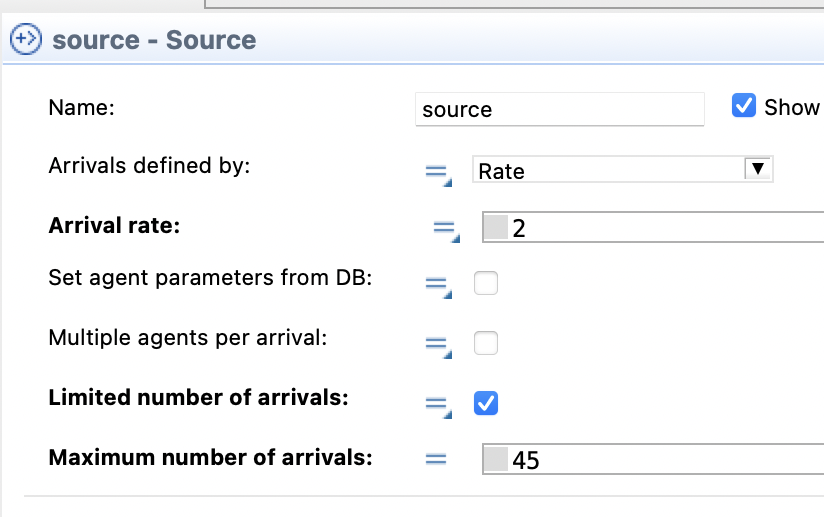 source - Source
Name: source Show
Arrivals defined by: Rate
Arrival rate: 2
Set agent parameters from DB:
Multiple agents per arrival:
Limited number of arrivals:
Maximum number of arrivals: 45